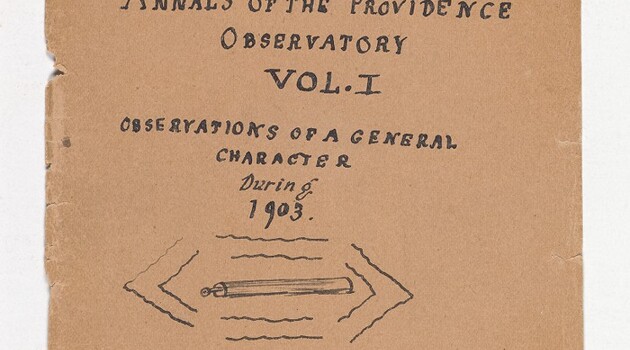 ANNALS OF THE PROVIDENCE
OBSERVATORY
VOL. I
OBSERVATIONS OF A GENERAL
CHARACTER
During
1903.